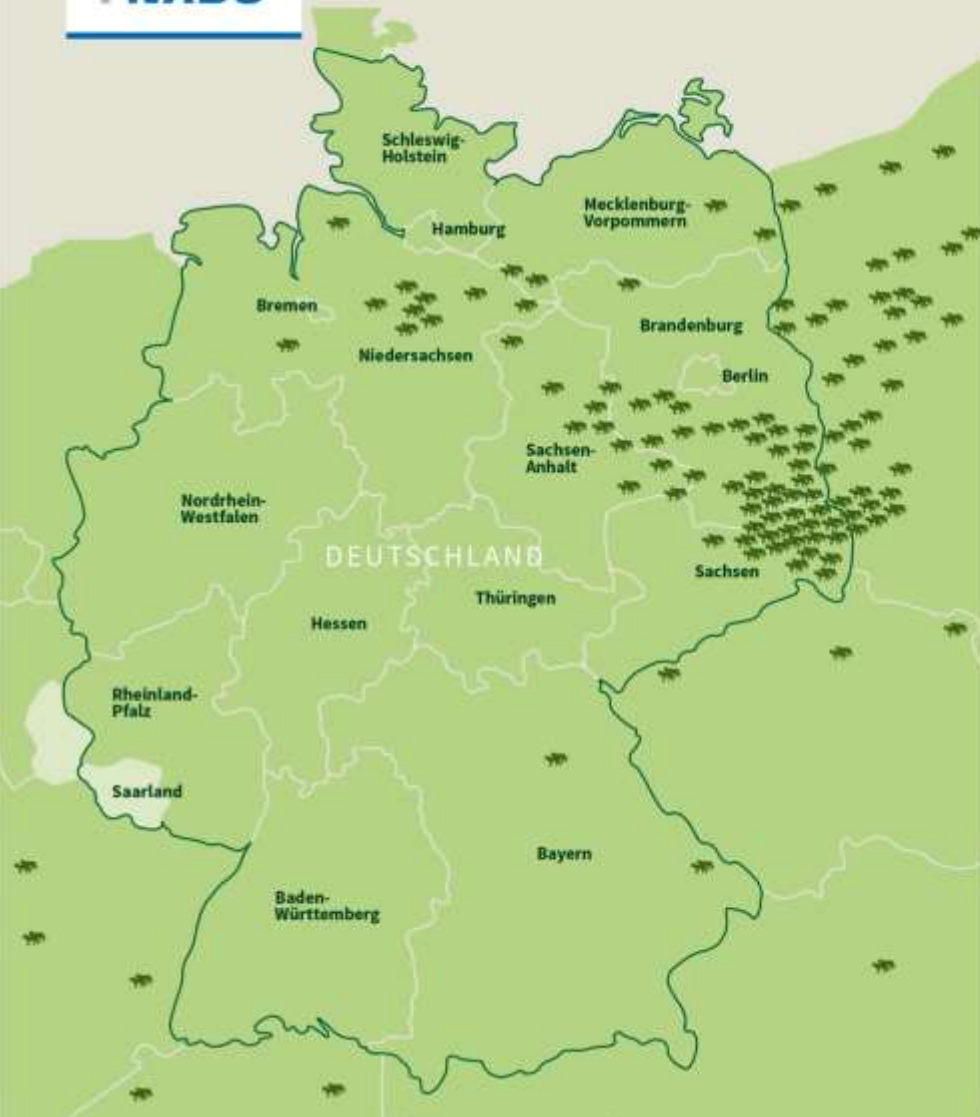 NABU
Schleswig-
Holstein
Mecklenburg-
Vorpommern
Hamburg
Bremen
Brandenburg
Niedersachsen
Berlin
Sachsen-
Anhalt
Nordrhein-
Westfalen
DEUTSCHLAND
Sachsen
Thüringen
Hessen
Rheinland-
Pfalz
Saarland
Bayern
Baden-
Württemberg